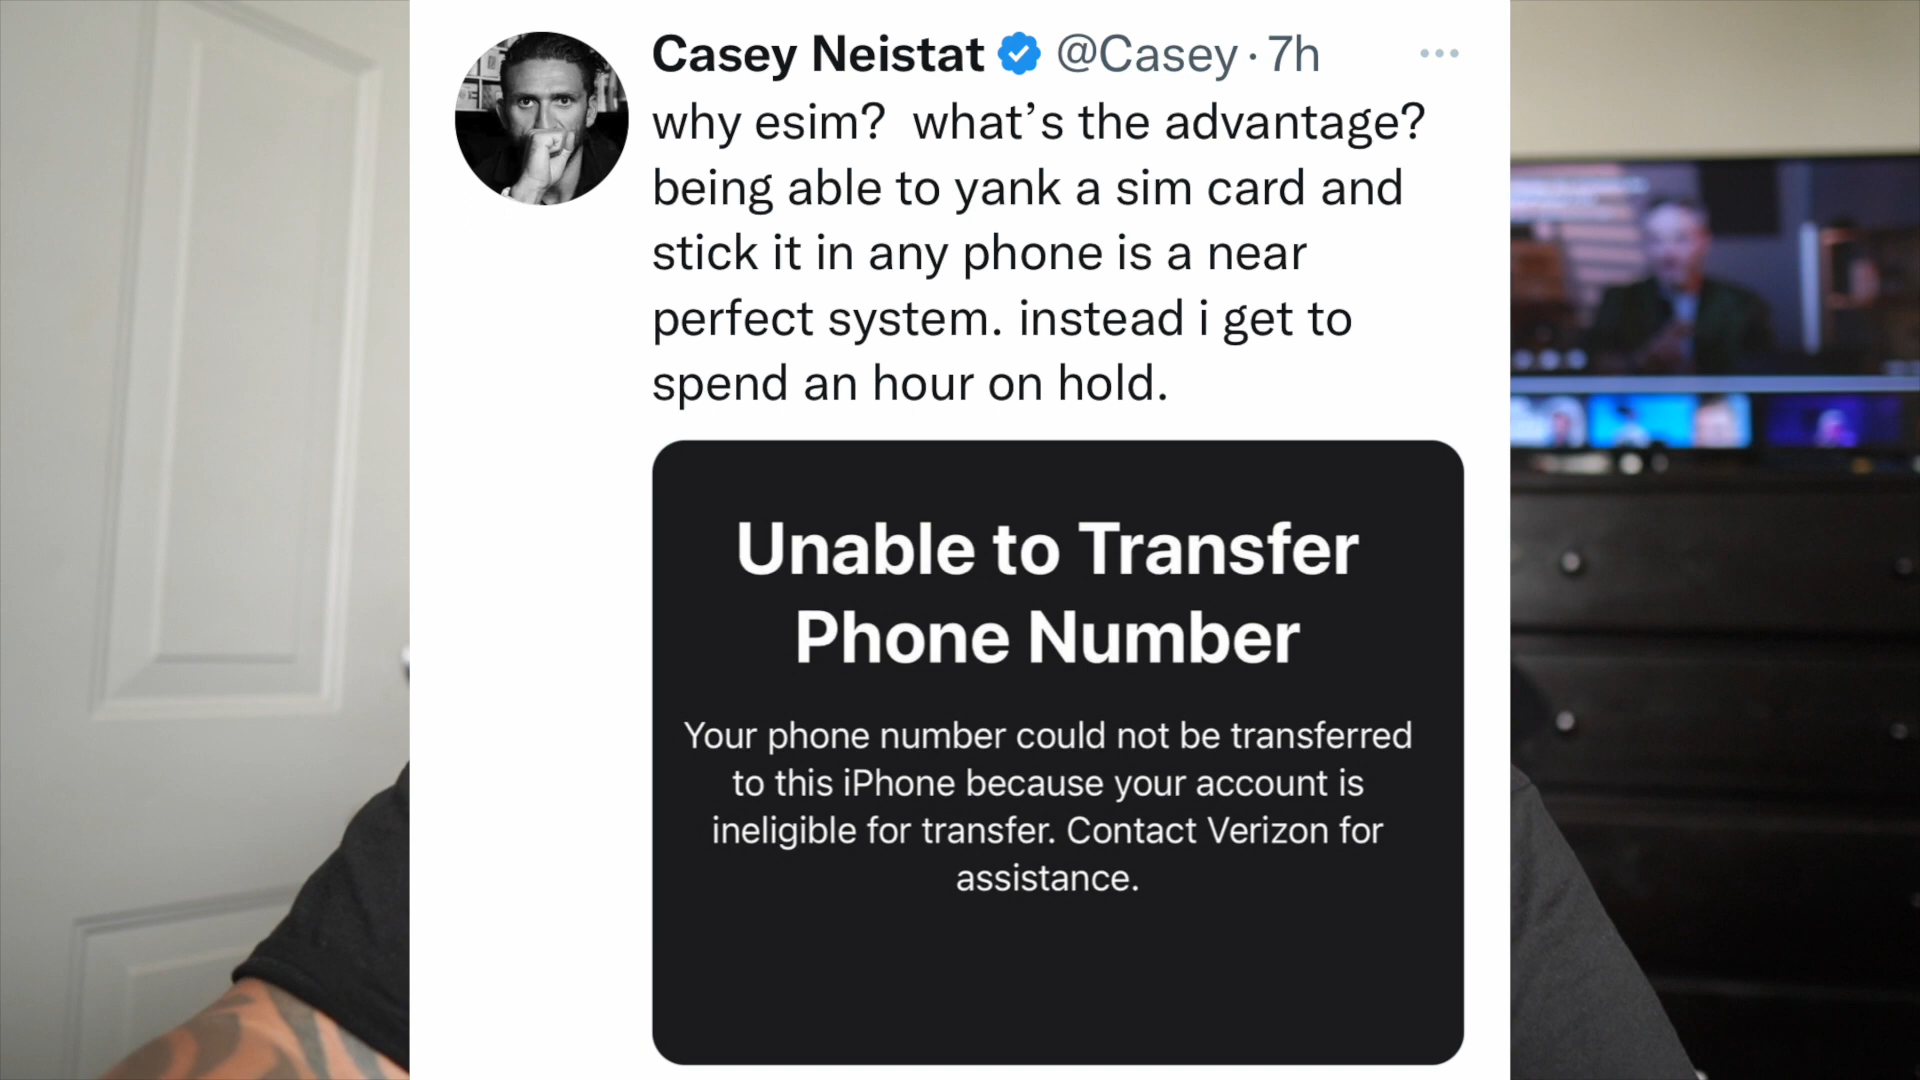 Casey Neistat @Casey · 7h
why esim?  what’s the advantage?
being able to yank a sim card and
stick it in any phone is a near
perfect system. instead i get to
spend an hour on hold.
Unable to Transfer
Phone Number
Your phone number could not be transferred
to this iPhone because your account is
ineligible for transfer. Contact Verizon for
assistance.